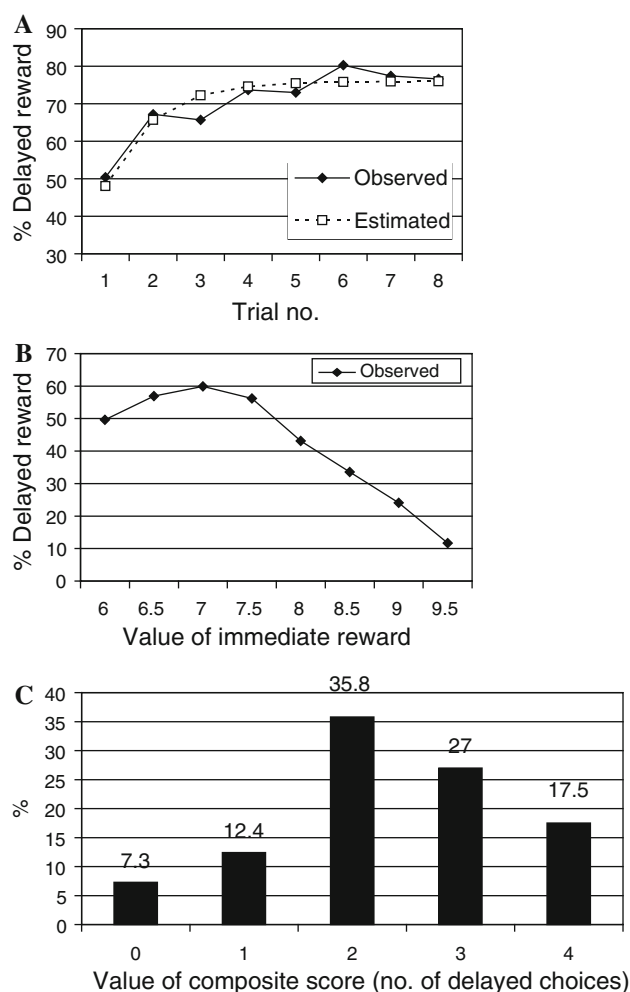 A
% Delayed reward
90
80
70
60
50
40
30
Observed
Estimated
1 2 3 4 5 6 7 8
Trial no.
B
% Delayed reward
70
60
50
40
30
20
10
0
Observed
6 6.5 7 7.5 8 8.5 9 9.5
Value of immediate reward
C
%
40
35
30
25
20
15
10
5
0
7.3
12.4
35.8
27
17.5
0 1 2 3 4
Value of composite score (no. of delayed choices)